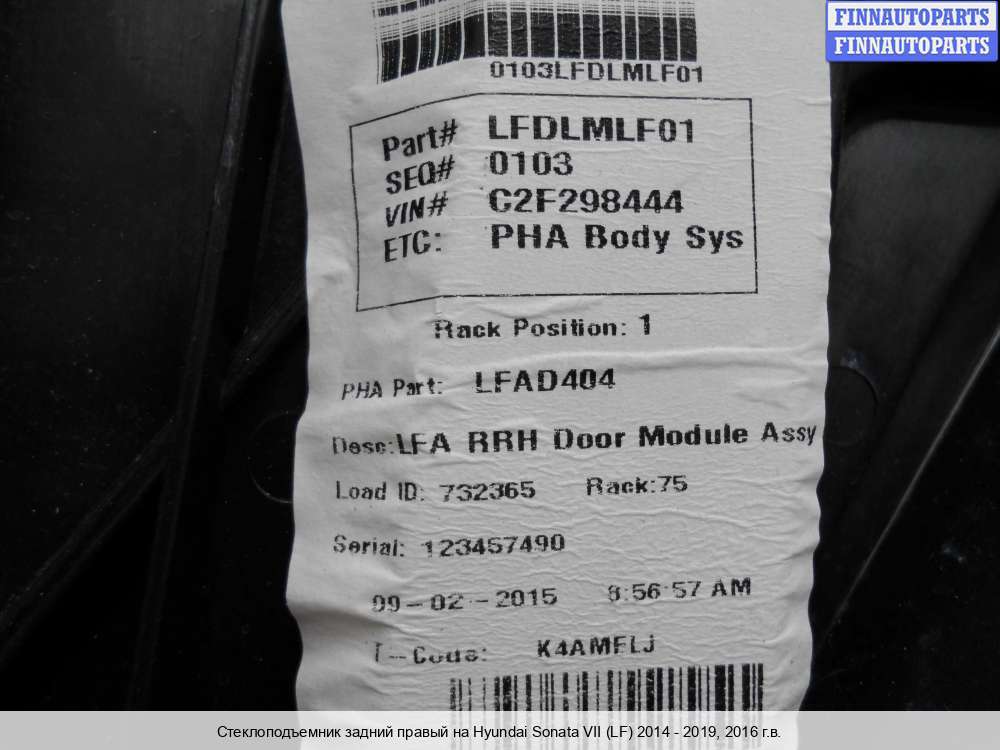 FINNAUTOPARTS
FINNAUTOPARTS
0103LFDLMLF01
Part# LFDLMLF01
SEQ# 0103
VIN# C2F298444
ETC: PHA Body Sys
Rack Position: 1
PHA Part: LFAD404
Desc: LFA RRH Door Module Assy
Load ID: 732365 Rack:75
Serial: 123457490
09-02-2015 8:56:57 AM
T-Code: K4AMFLJ
Стеклоподъемник задний правый на Hyundai Sonata VII (LF) 2014 - 2019, 2016 г.в.